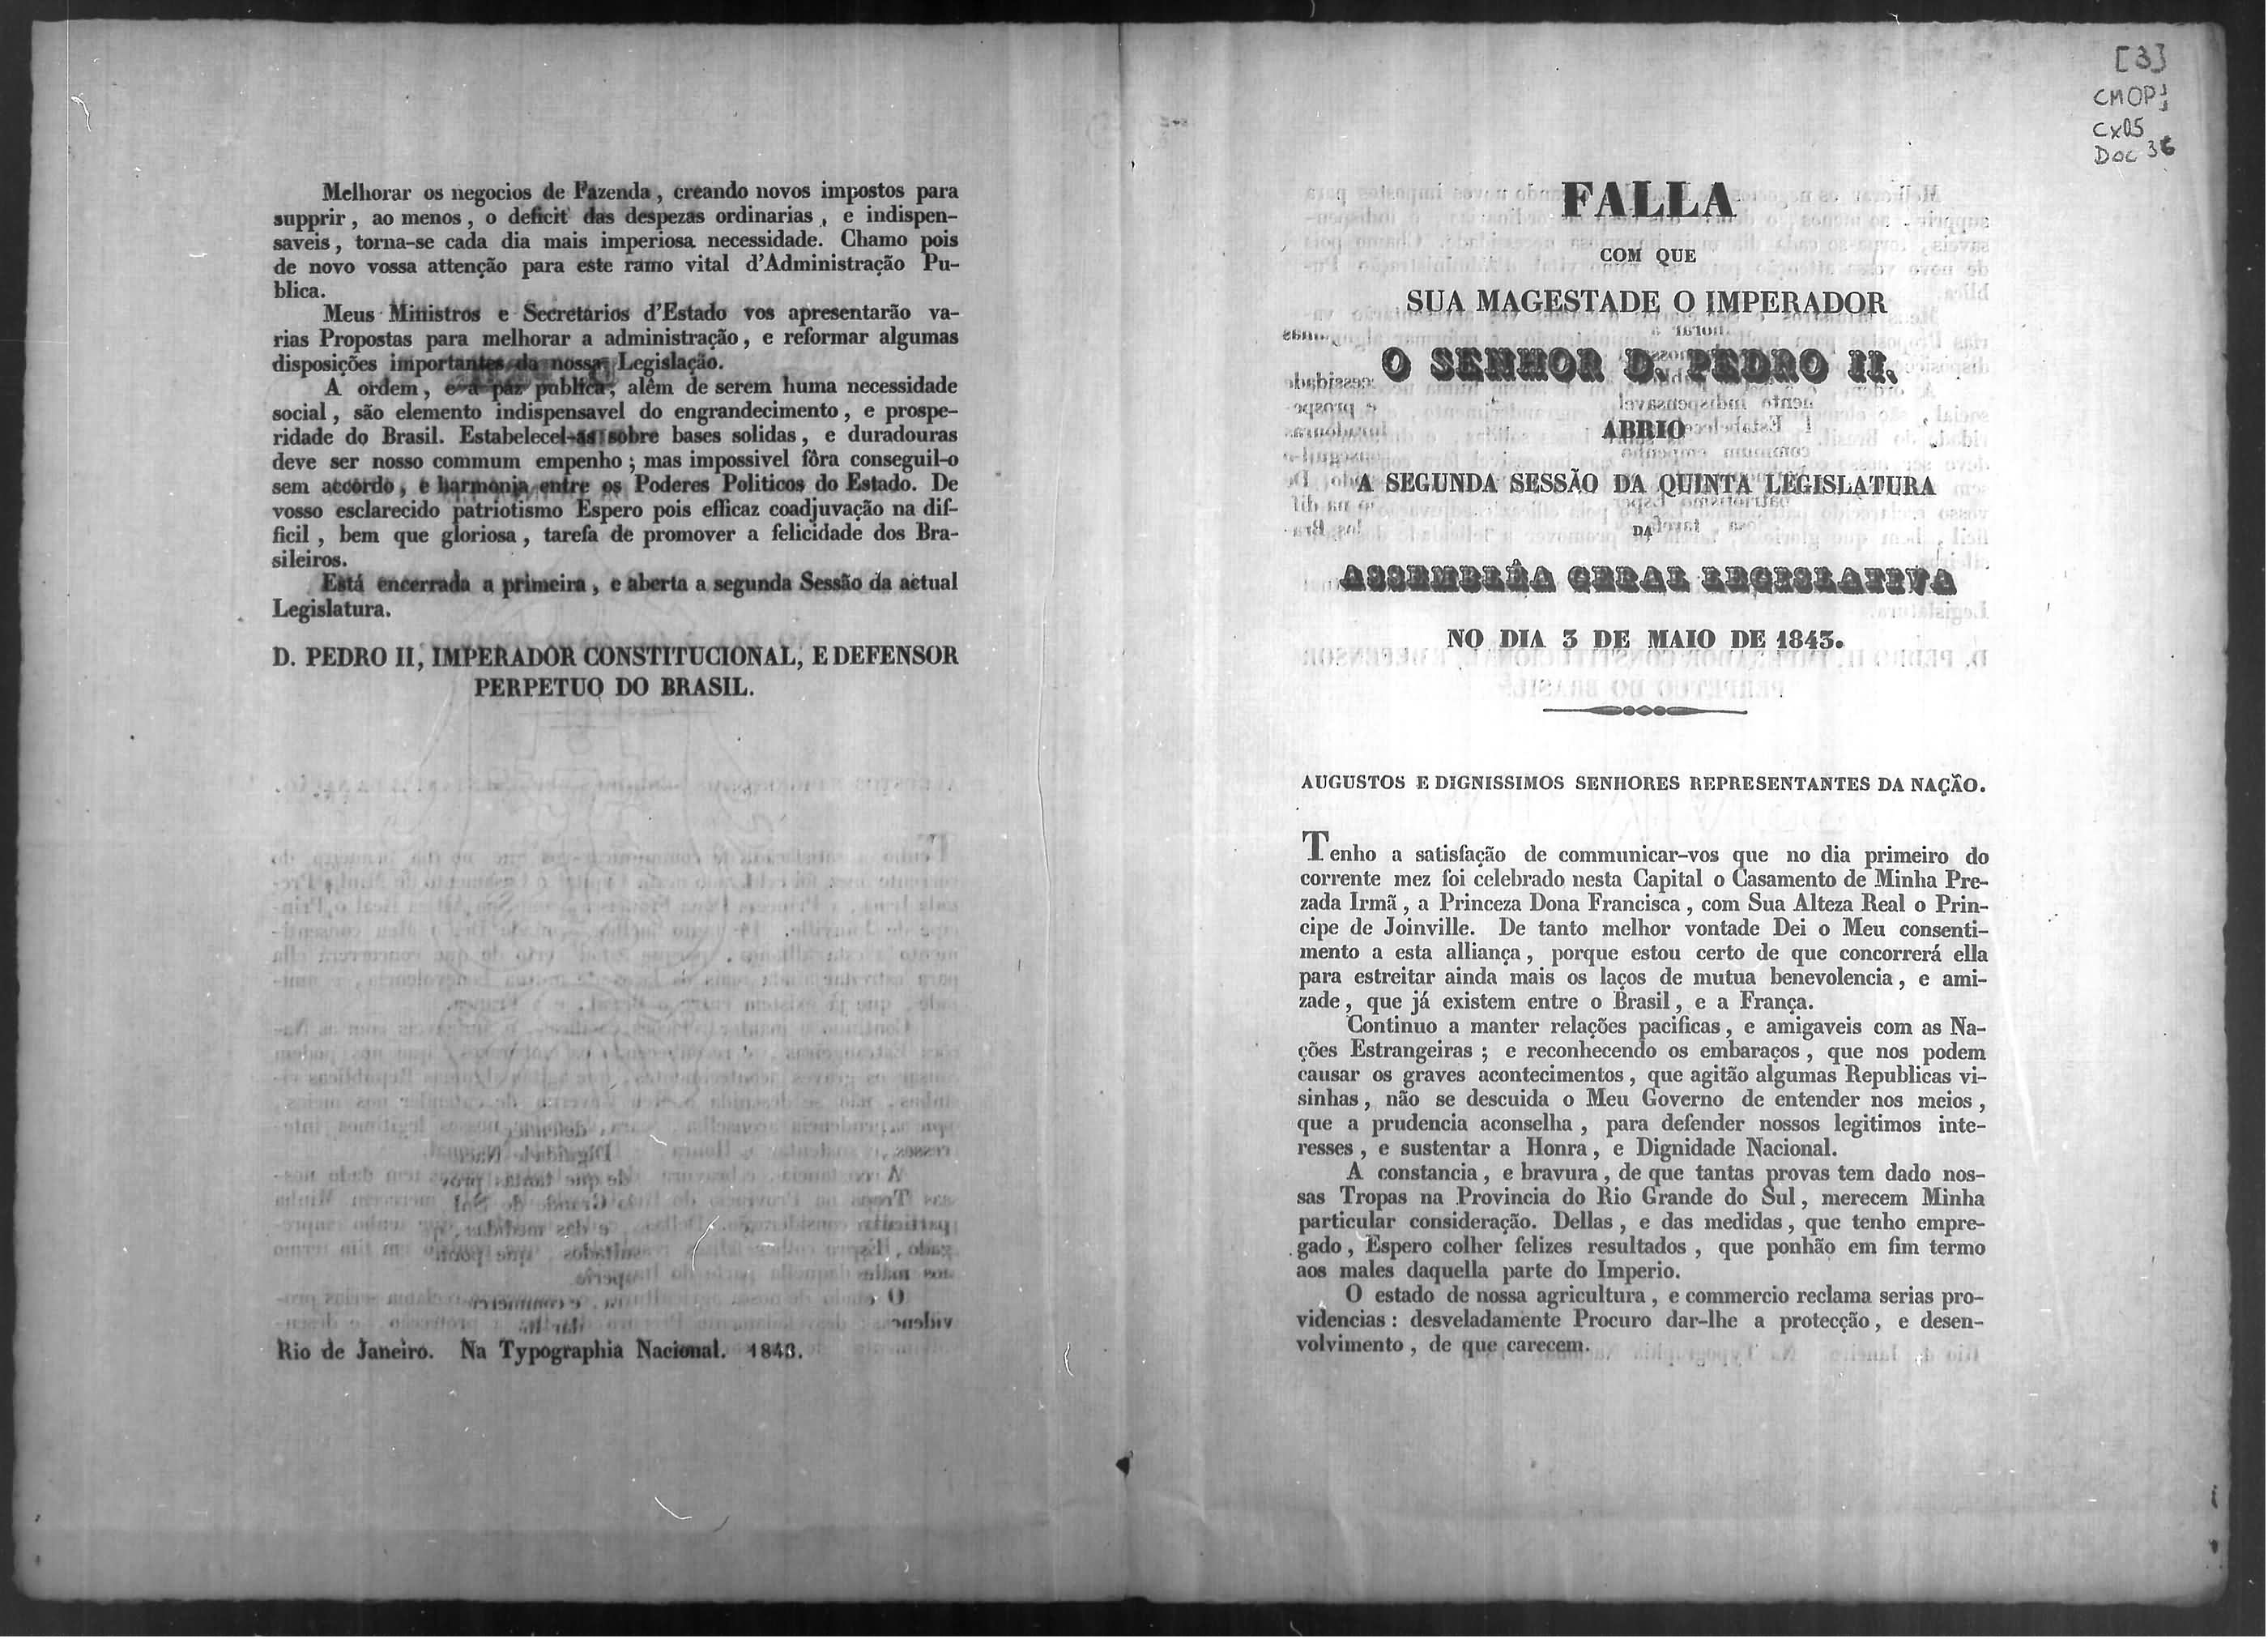 Melhorar os negocios de Fazenda, creando novos impostos para
supprir, ao menos, o deficit das despezas ordinarias, e indispen-
saveis, torna-se cada dia mais imperiosa necessidade. Chamo pois
de novo vossa attenção para este ramo vital d'Administração Pu-
blica.
Meus Ministros e Secretarios d'Estado vos apresentarão va-
rias Propostas para melhorar a administração, e reformar algumas
disposições importantes da nossa Legislação.
A ordem, e a paz publica, além de serem huma necessidade
social, são elemento indispensavel do engrandecimento, e prospe-
ridade do Brasil. Estabelecel-as sobre bases solidas, e duradouras
deve ser nosso commum empenho; mas impossivel fôra conseguil-o
sem accôrdo, e harmonia entre os Poderes Politicos do Estado. De
vosso esclarecido patriotismo Espero pois efficaz coadjuvação na dif-
ficil, bem que gloriosa, tarefa de promover a felicidade dos Bra-
sileiros.
Está encerrada a primeira, e aberta a segunda Sessão da actual
Legislatura.
D. PEDRO II, IMPERADOR CONSTITUCIONAL, E DEFENSOR
PERPETUO DO BRASIL.
Rio de Janeiro. Na Typographia Nacional. 1843.
[3]
CMOP
Cx05
Doc 36
FALLA
COM QUE
SUA MAGESTADE O IMPERADOR
O SENHOR D. PEDRO II.
ABRIO
A SEGUNDA SESSÃO DA QUINTA LEGISLATURA
DA
ASSEMBLÊA GERAL LEGISLATIVA
NO DIA 3 DE MAIO DE 1843.
AUGUSTOS E DIGNISSIMOS SENHORES REPRESENTANTES DA NAÇÃO.
Tenho a satisfação de communicar-vos que no dia primeiro do
corrente mez foi celebrado nesta Capital o Casamento de Minha Pre-
zada Irmã, a Princeza Dona Francisca, com Sua Alteza Real o Prin-
cipe de Joinville. De tanto melhor vontade Dei o Meu consenti-
mento a esta alliança, porque estou certo de que concorrerá ella
para estreitar ainda mais os laços de mutua benevolencia, e ami-
zade, que já existem entre o Brasil, e a França.
Continuo a manter relações pacificas, e amigaveis com as Na-
ções Estrangeiras; e reconhecendo os embaraços, que nos podem
causar os graves acontecimentos, que agitão algumas Republicas vi-
sinhas, não se descuida o Meu Governo de entender nos meios,
que a prudencia aconselha, para defender nossos legitimos inte-
resses, e sustentar a Honra, e Dignidade Nacional.
A constancia, e bravura, de que tantas provas tem dado nos-
sas Tropas na Provincia do Rio Grande do Sul, merecem Minha
particular consideração. Dellas, e das medidas, que tenho empre-
gado, Espero colher felizes resultados, que ponhão em fim termo
aos males daquella parte do Imperio.
O estado de nossa agricultura, e commercio reclama serias pro-
videncias: desveladamente Procuro dar-lhe a protecção, e desen-
volvimento, de que carecem.